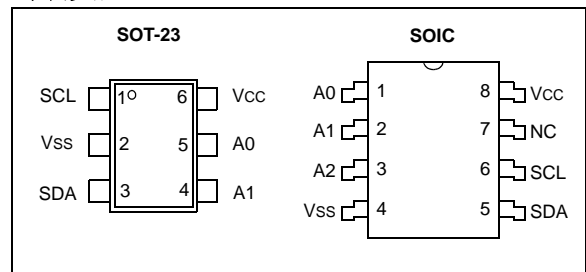 SOT-23
SCL 1 6 Vcc
Vss 2 5 A0
SDA 3 4 A1
SOIC
A0 1 8 Vcc
A1 2 7 NC
A2 3 6 SCL
Vss 4 5 SDA